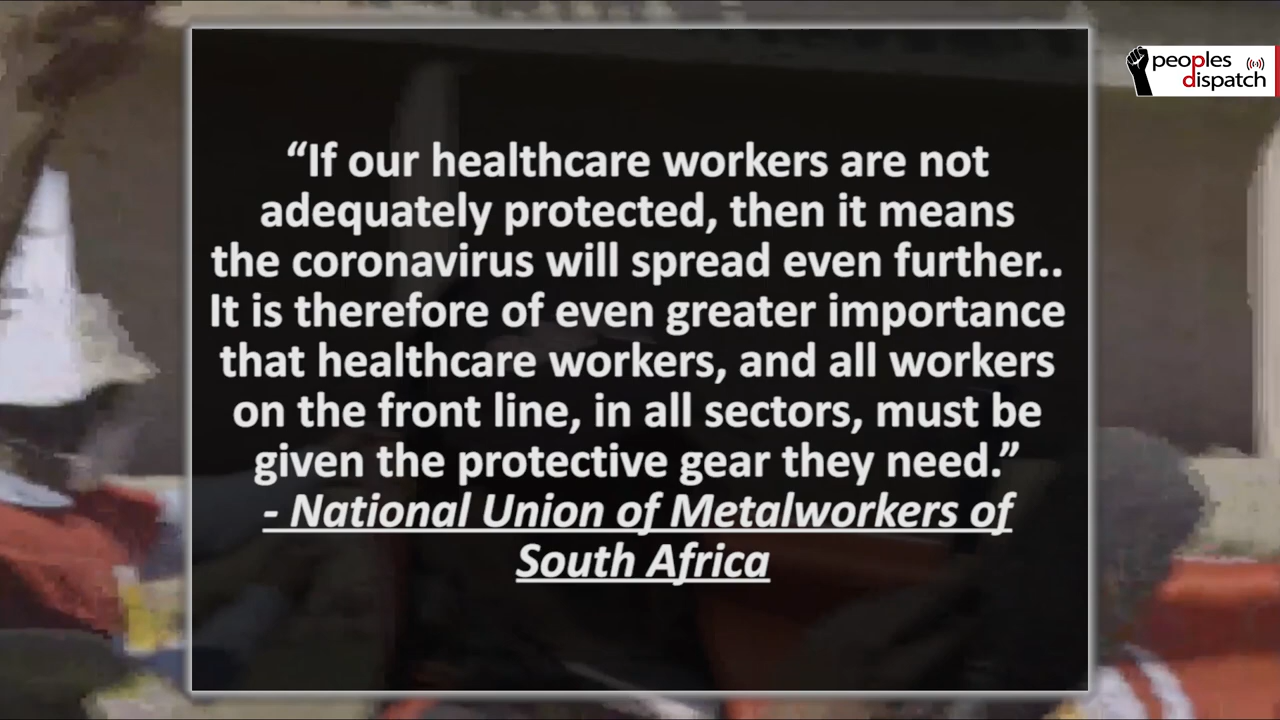 peoples
dispatch
“If our healthcare workers are not
adequately protected, then it means
the coronavirus will spread even further..
It is therefore of even greater importance
that healthcare workers, and all workers
on the front line, in all sectors, must be
given the protective gear they need.”
- National Union of Metalworkers of
South Africa